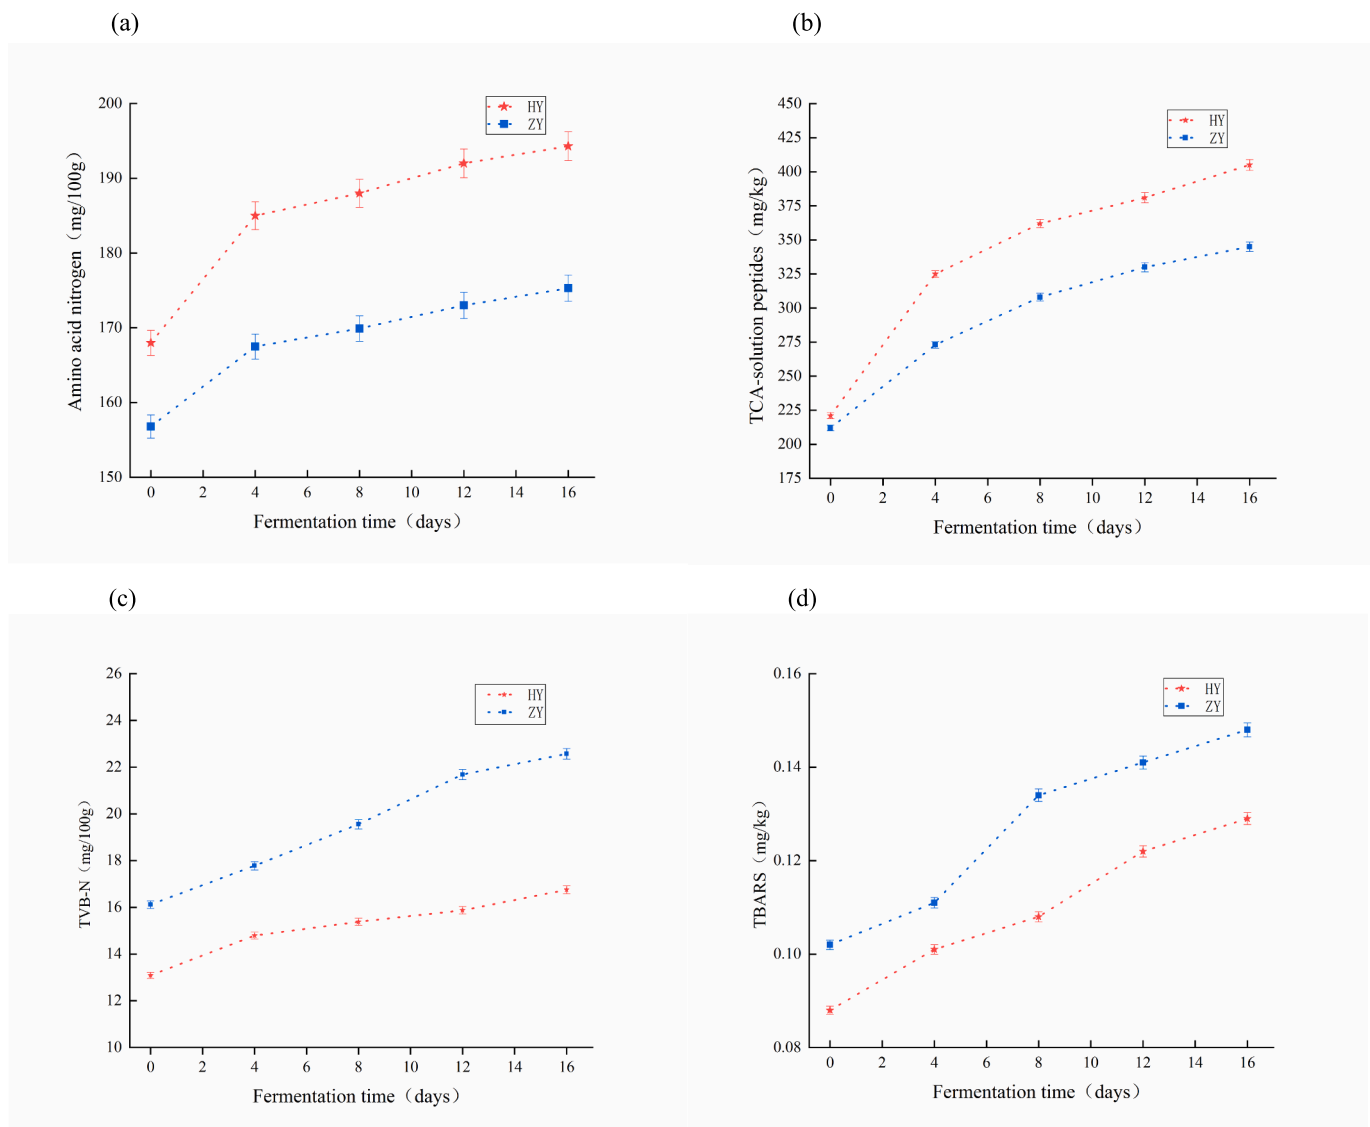 (a)
Amino acid nitrogen（mg/100g）
200
190
180
170
160
150
HY
ZY
0 2 4 6 8 10 12 14 16
Fermentation time（days）
(b)
TCA-solution peptides（mg/kg）
450
425
400
375
350
325
300
275
250
225
200
175
HY
ZY
0 2 4 6 8 10 12 14 16
Fermentation time（days）
(c)
TVB-N（mg/100g）
26
24
22
20
18
16
14
12
10
HY
ZY
0 2 4 6 8 10 12 14 16
Fermentation time（days）
(d)
TBARS（mg/kg）
0.16
0.14
0.12
0.10
0.08
HY
ZY
0 2 4 6 8 10 12 14 16
Fermentation time（days）